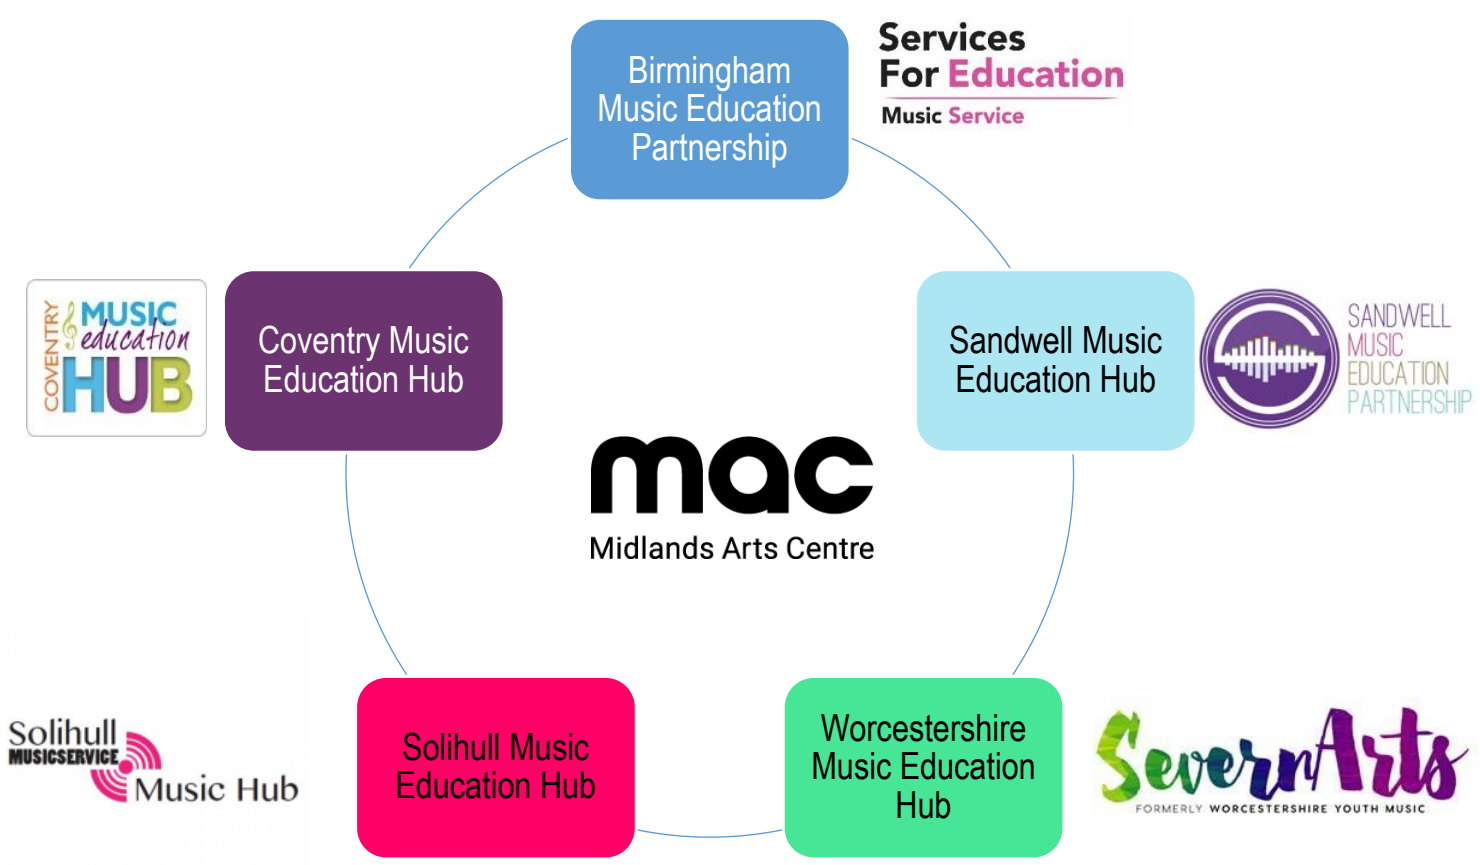 Birmingham
Music Education
Partnership
Services
For Education
Music Service
COVENTRY
MUSIC
education
HUB
Coventry Music
Education Hub
Sandwell Music
Education Hub
SANDWELL
MUSIC
EDUCATION
PARTNERSHIP
mac
Midlands Arts Centre
Solihull
MUSICSERVICE
Music Hub
Solihull Music
Education Hub
Worcestershire
Music Education
Hub
SevernArts
FORMERLY WORCESTERSHIRE YOUTH MUSIC